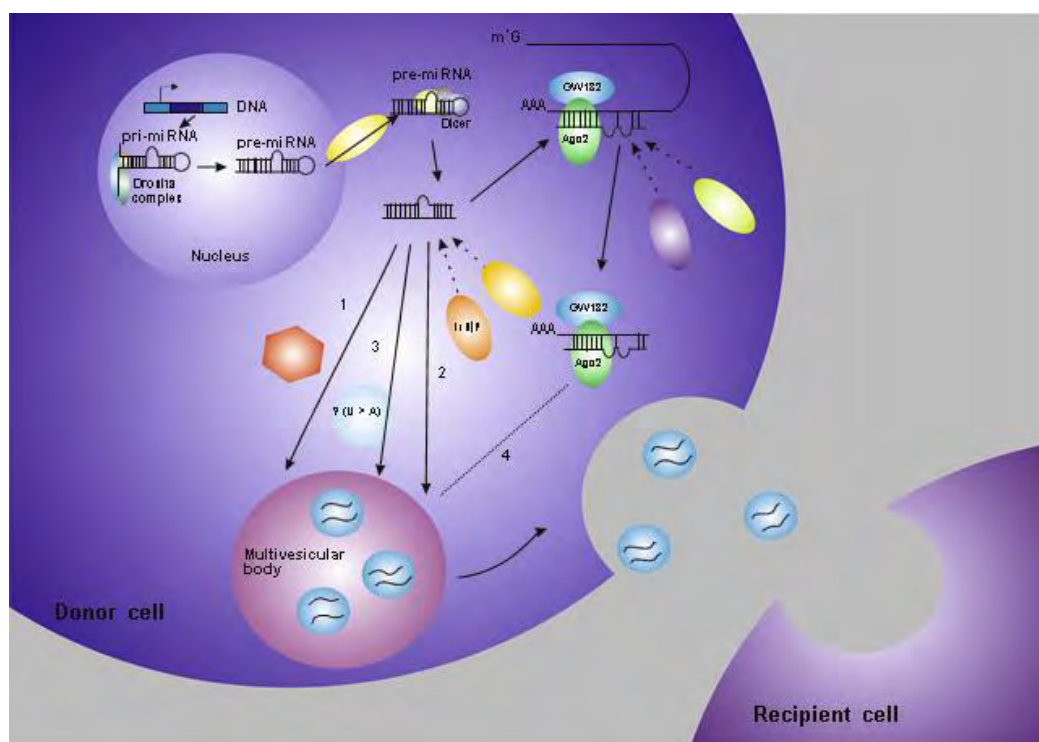 m⁷G
pre-miRNA
GW182
DNA
AAA
Dicer
pri-miRNA
pre-miRNA
Ago2
Drosha
complex
Nucleus
GW182
1
AAA
3
Ago2
2
? (U > A)
4
Multivesicular
body
Donor cell
Recipient cell